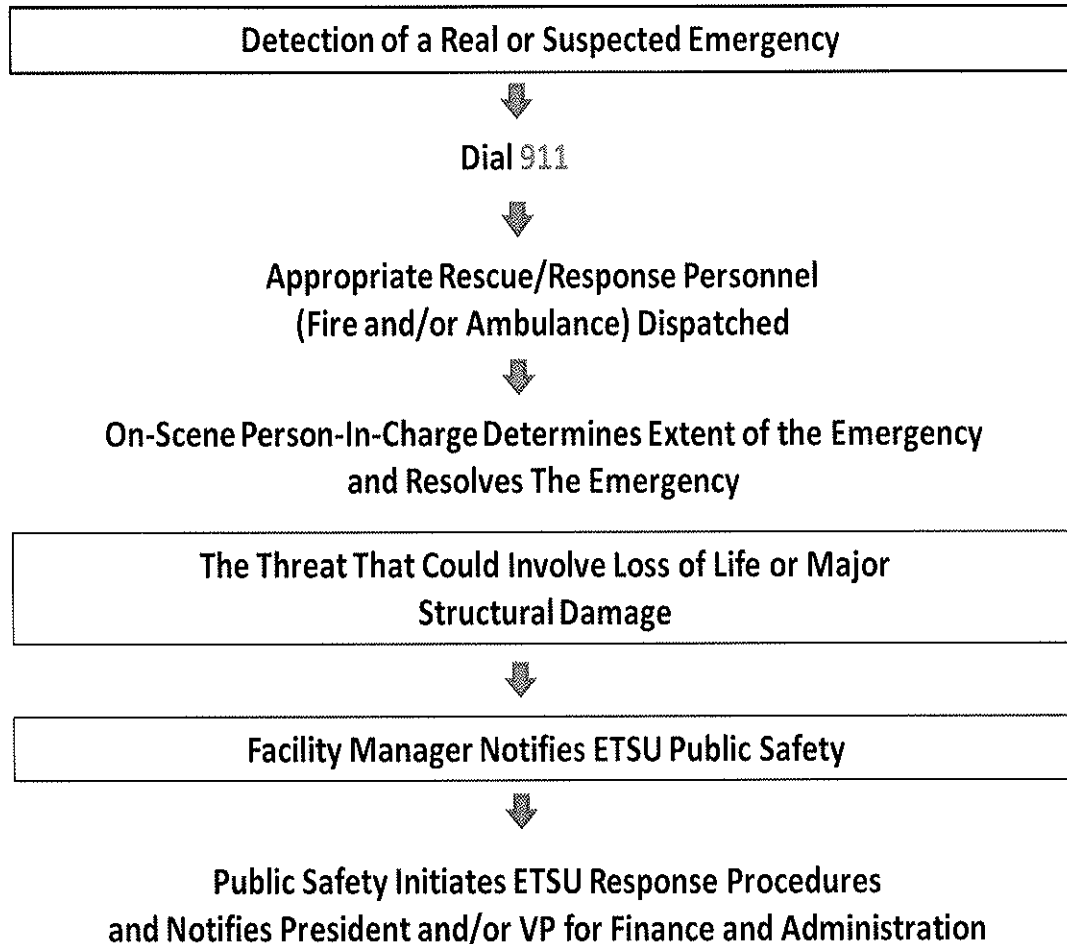 Detection of a Real or Suspected Emergency
Dial 911
Appropriate Rescue/Response Personnel
(Fire and/or Ambulance) Dispatched
On-Scene Person-In-Charge Determines Extent of the Emergency
and Resolves The Emergency
The Threat That Could Involve Loss of Life or Major
Structural Damage
Facility Manager Notifies ETSU Public Safety
Public Safety Initiates ETSU Response Procedures
and Notifies President and/or VP for Finance and Administration